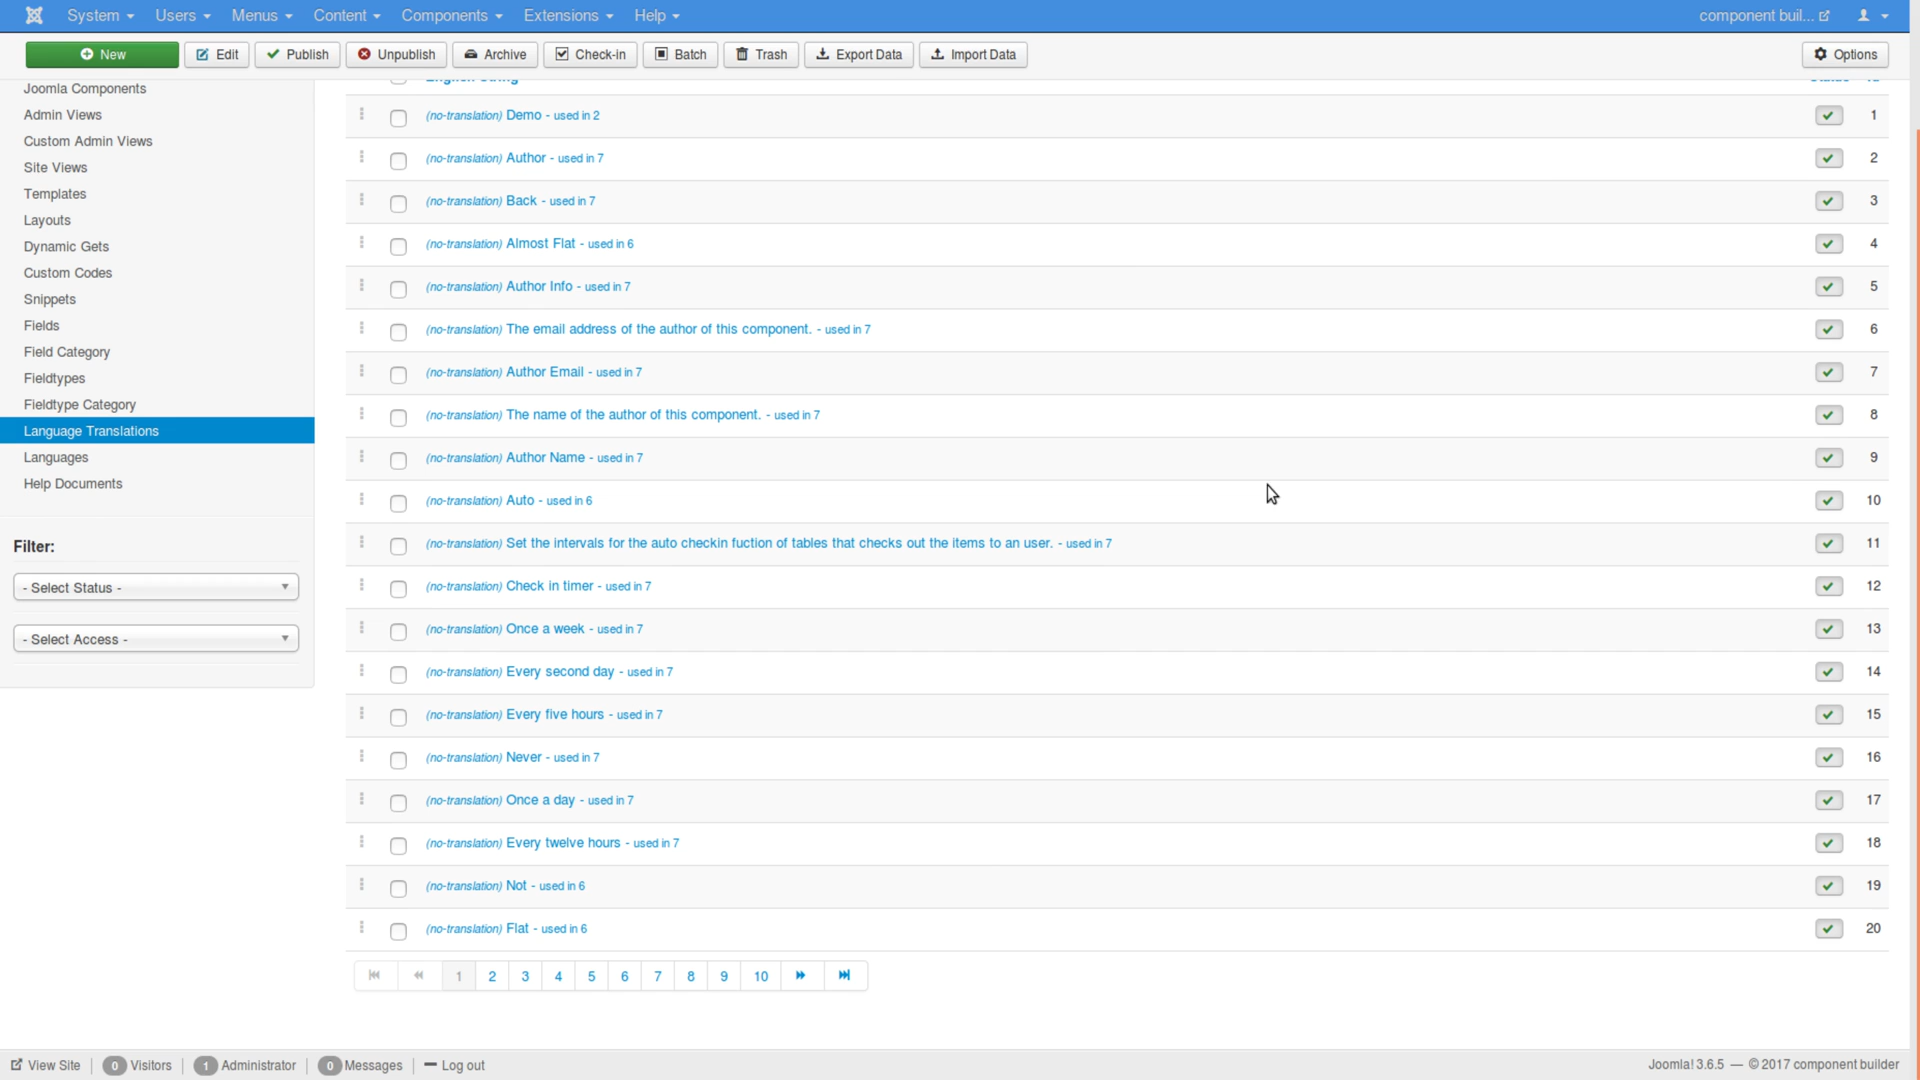 System Users Menus Content Components Extensions Help component buil...
New Edit Publish Unpublish Archive Check-in Batch Trash Export Data Import Data Options
English String Status
Joomla Components
Admin Views
Custom Admin Views
Site Views
Templates
Layouts
Dynamic Gets
Custom Codes
Snippets
Fields
Field Category
Fieldtypes
Fieldtype Category
Language Translations
Languages
Help Documents
Filter:
- Select Status -
- Select Access -
(no-translation) Demo - used in 2 1
(no-translation) Author - used in 7 2
(no-translation) Back - used in 7 3
(no-translation) Almost Flat - used in 6 4
(no-translation) Author Info - used in 7 5
(no-translation) The email address of the author of this component. - used in 7 6
(no-translation) Author Email - used in 7 7
(no-translation) The name of the author of this component. - used in 7 8
(no-translation) Author Name - used in 7 9
(no-translation) Auto - used in 6 10
(no-translation) Set the intervals for the auto checkin fuction of tables that checks out the items to an user. - used in 7 11
(no-translation) Check in timer - used in 7 12
(no-translation) Once a week - used in 7 13
(no-translation) Every second day - used in 7 14
(no-translation) Every five hours - used in 7 15
(no-translation) Never - used in 7 16
(no-translation) Once a day - used in 7 17
(no-translation) Every twelve hours - used in 7 18
(no-translation) Not - used in 6 19
(no-translation) Flat - used in 6 20
1 2 3 4 5 6 7 8 9 10
View Site 0 Visitors 1 Administrator 0 Messages Log out Joomla! 3.6.5 — © 2017 component builder